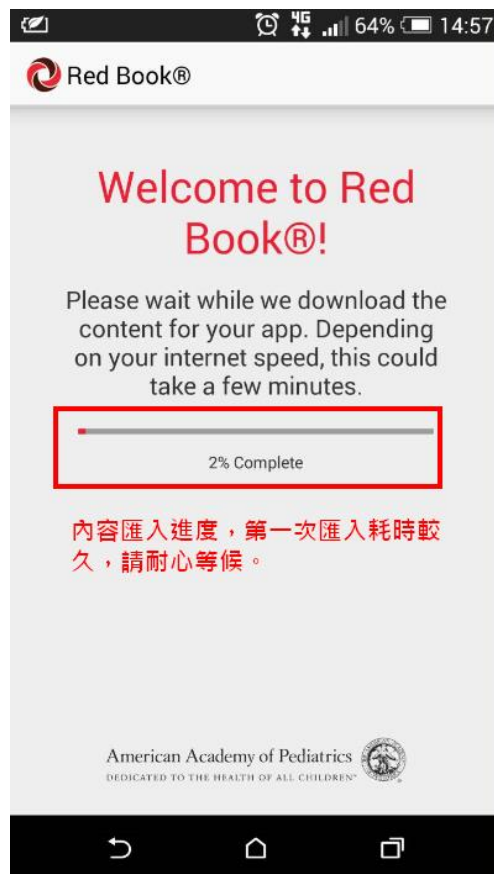 4G 64% 14:57
Red Book®
Welcome to Red
Book®!
Please wait while we download the
content for your app. Depending
on your internet speed, this could
take a few minutes.
2% Complete
內容匯入進度，第一次匯入耗時較
久，請耐心等候。
American Academy of Pediatrics
DEDICATED TO THE HEALTH OF ALL CHILDREN™